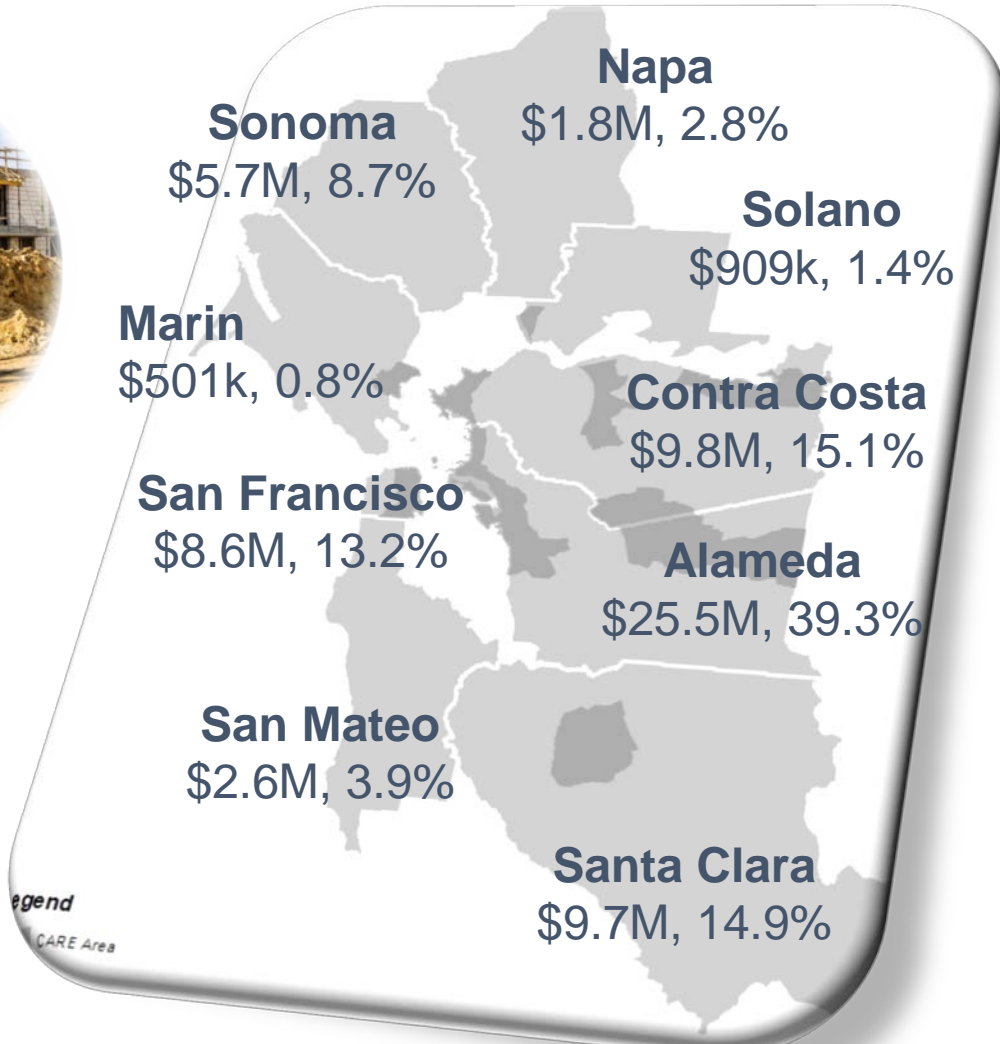 Napa
$1.8M, 2.8%
Sonoma
$5.7M, 8.7%
Solano
$909k, 1.4%
Marin
$501k, 0.8%
Contra Costa
$9.8M, 15.1%
San Francisco
$8.6M, 13.2%
Alameda
$25.5M, 39.3%
San Mateo
$2.6M, 3.9%
Santa Clara
$9.7M, 14.9%
egend
CARE Area